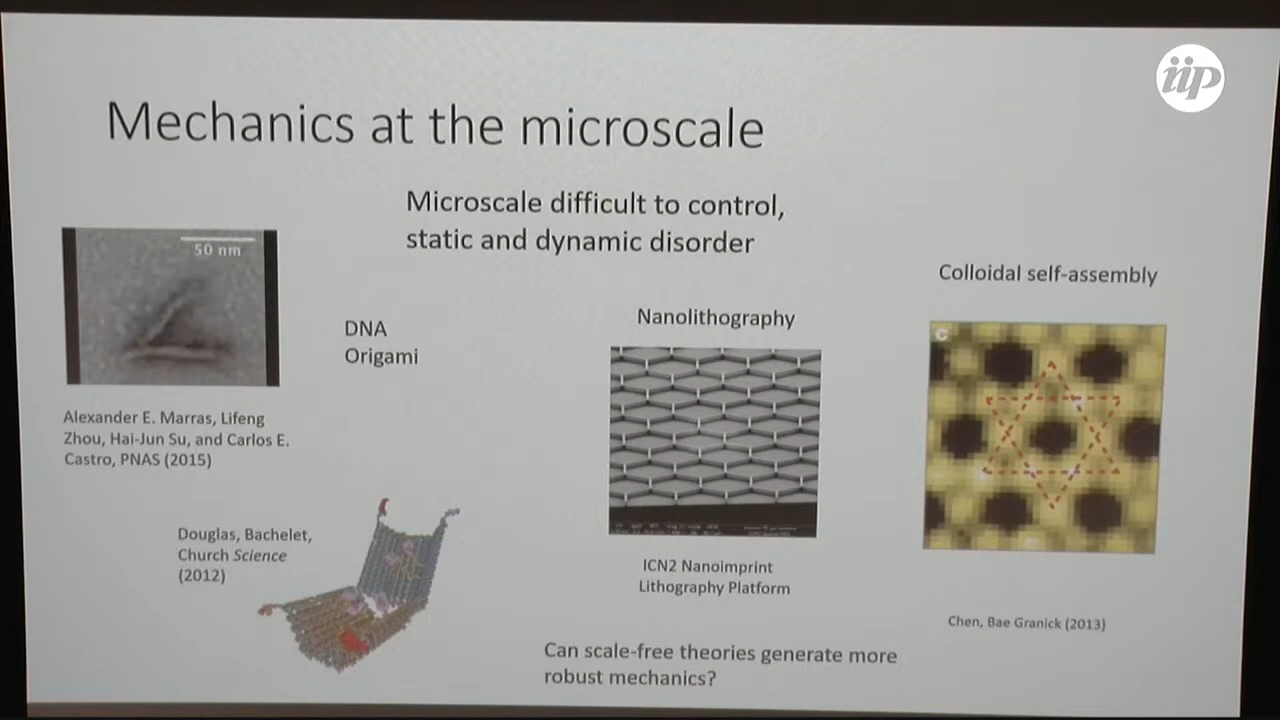 iip
Mechanics at the microscale
Microscale difficult to control,
static and dynamic disorder
50 nm
DNA
Origami
Alexander E. Marras, Lifeng
Zhou, Hai-Jun Su, and Carlos E.
Castro, PNAS (2015)
Douglas, Bachelet,
Church Science
(2012)
Nanolithography
ICN2 Nanoimprint
Lithography Platform
Colloidal self-assembly
C
Chen, Bae Granick (2013)
Can scale-free theories generate more
robust mechanics?